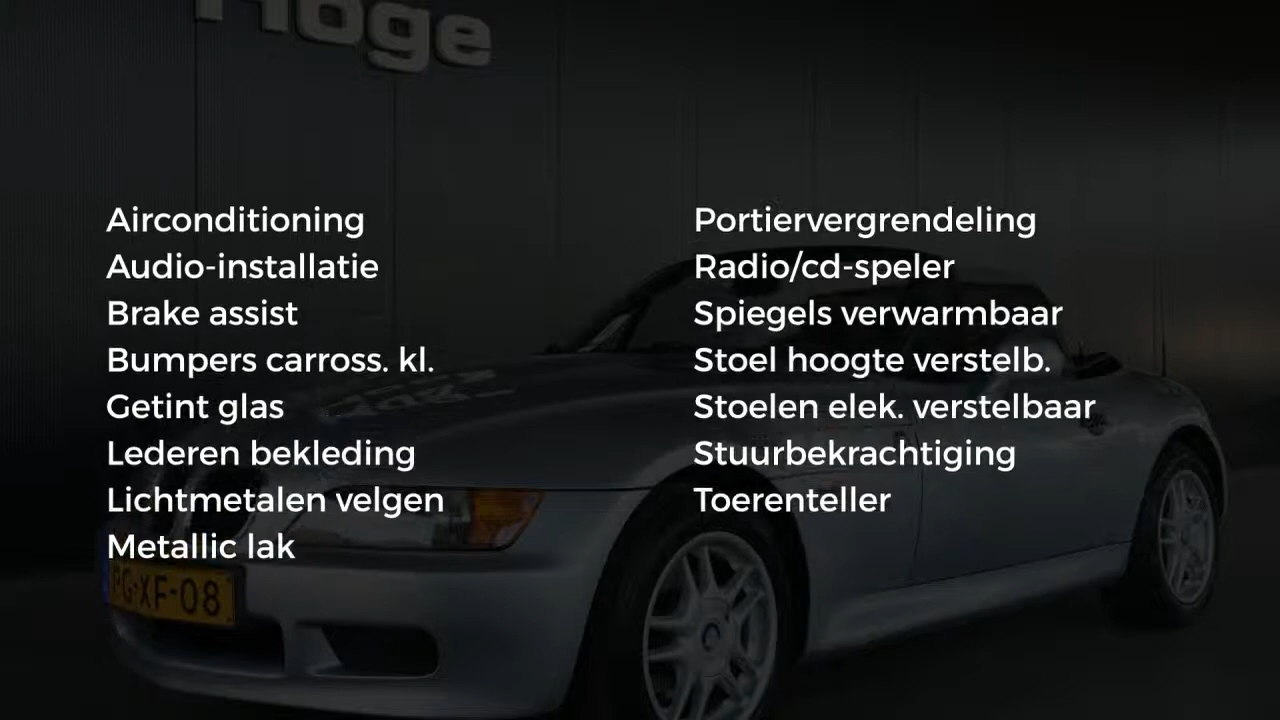 Hoge
Airconditioning
Audio-installatie
Brake assist
Bumpers carross. kl.
Getint glas
Lederen bekleding
Lichtmetalen velgen
Metallic lak
Portiervergrendeling
Radio/cd-speler
Spiegels verwarmbaar
Stoel hoogte verstelb.
Stoelen elek. verstelbaar
Stuurbekrachtiging
Toerenteller
PG-XF-08